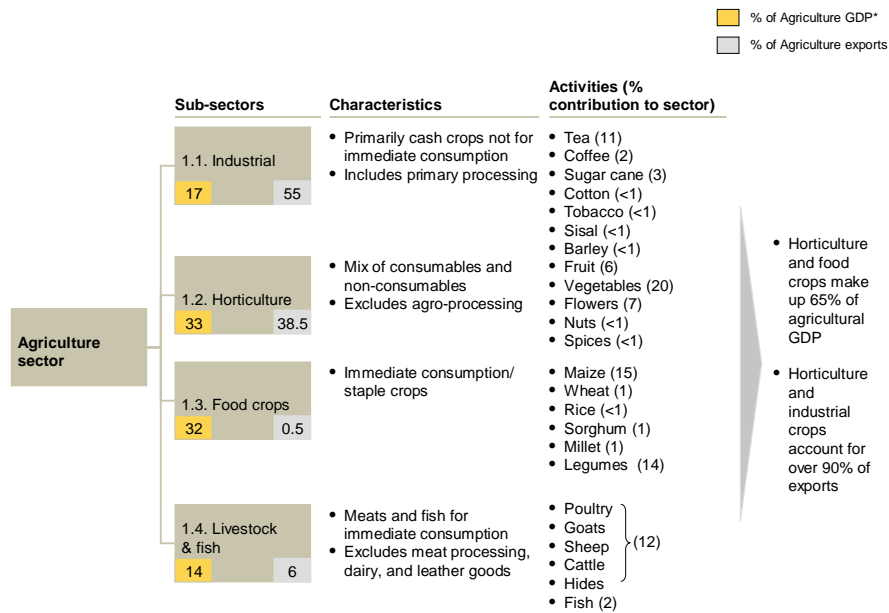 % of Agriculture GDP*
% of Agriculture exports
Sub-sectors
Characteristics
Activities (%
contribution to sector)
Agriculture
sector
1.1. Industrial
17
55
• Primarily cash crops not for
immediate consumption
• Includes primary processing
• Tea (11)
• Coffee (2)
• Sugar cane (3)
• Cotton (<1)
• Tobacco (<1)
• Sisal (<1)
• Barley (<1)
1.2. Horticulture
33
38.5
• Mix of consumables and
non-consumables
• Excludes agro-processing
• Fruit (6)
• Vegetables (20)
• Flowers (7)
• Nuts (<1)
• Spices (<1)
1.3. Food crops
32
0.5
• Immediate consumption/
staple crops
• Maize (15)
• Wheat (1)
• Rice (<1)
• Sorghum (1)
• Millet (1)
• Legumes (14)
1.4. Livestock
& fish
14
6
• Meats and fish for
immediate consumption
• Excludes meat processing,
dairy, and leather goods
• Poultry
• Goats
• Sheep
• Cattle
• Hides
(12)
• Fish (2)
• Horticulture
and food
crops make
up 65% of
agricultural
GDP
• Horticulture
and
industrial
crops
account for
over 90% of
exports